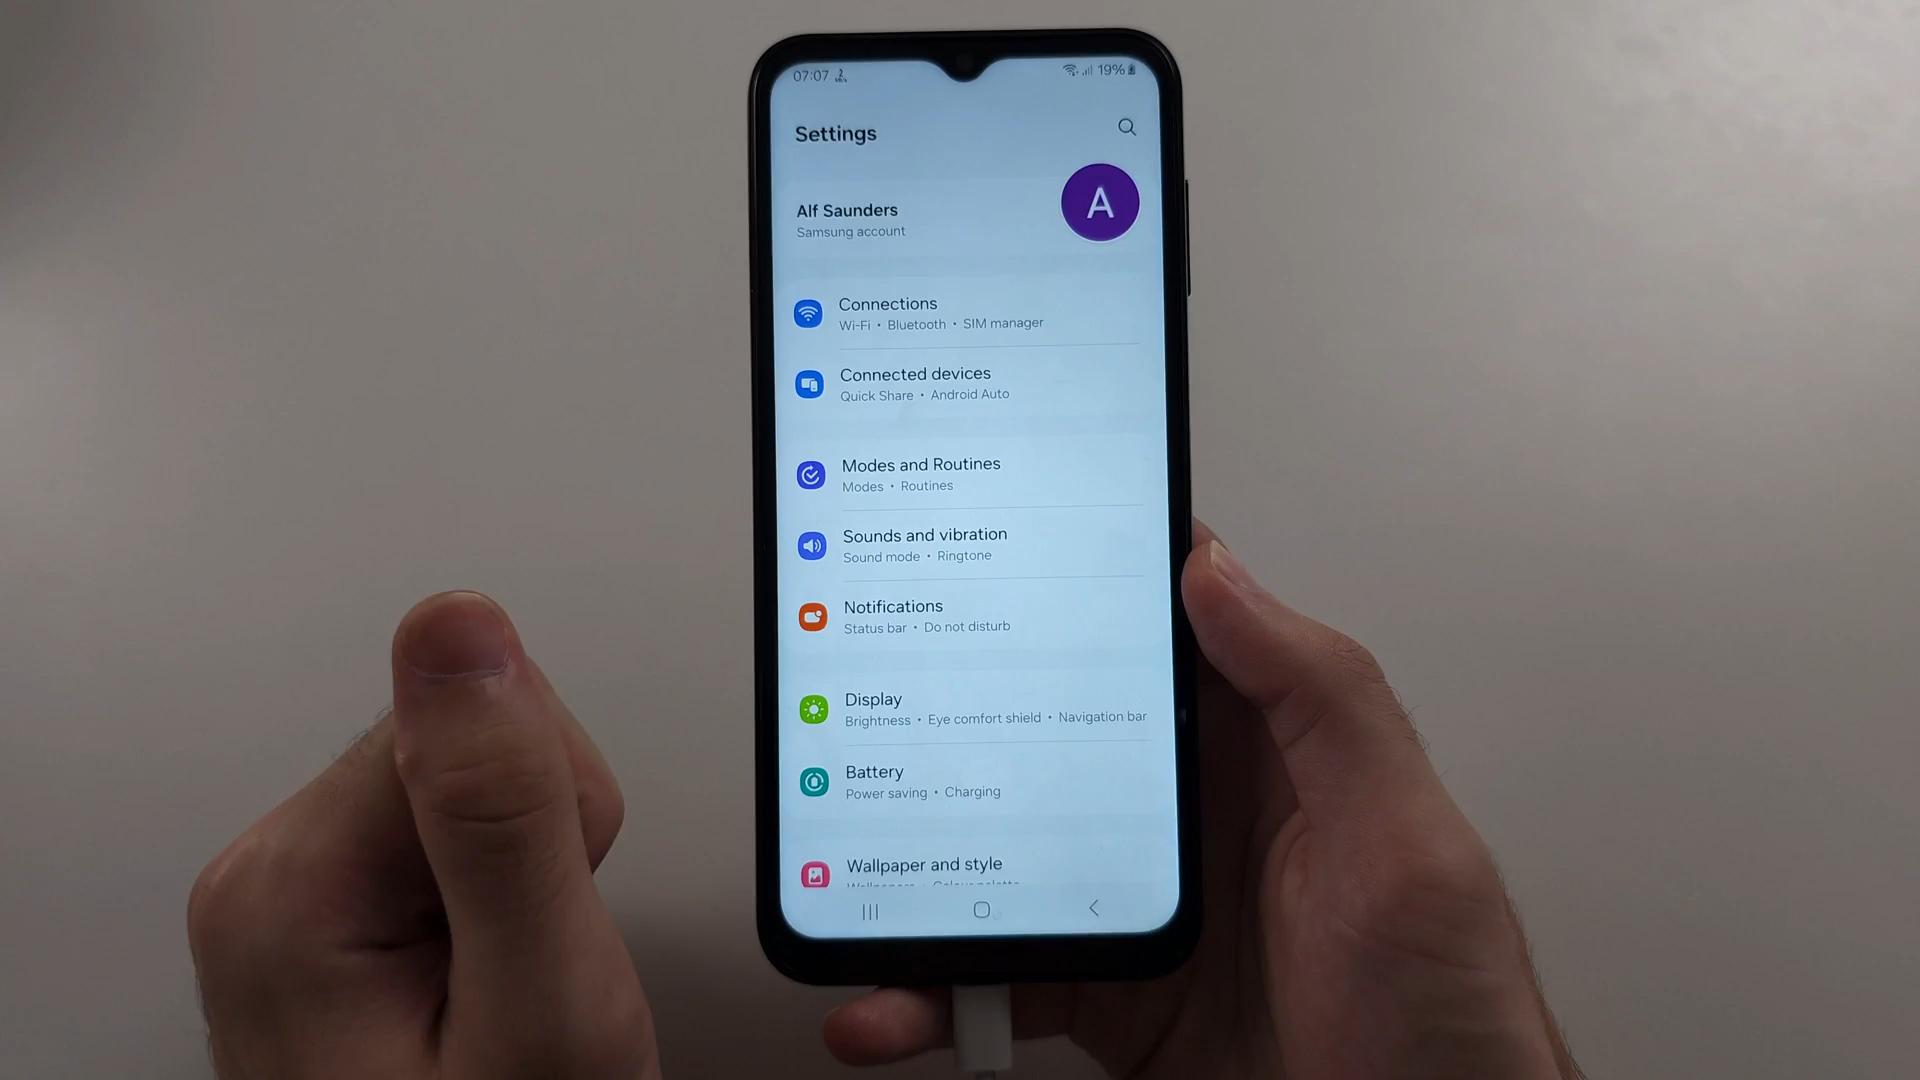 07:07
19%
Settings
Alf Saunders
Samsung account
A
Connections
Wi-Fi • Bluetooth • SIM manager
Connected devices
Quick Share • Android Auto
Modes and Routines
Modes • Routines
Sounds and vibration
Sound mode • Ringtone
Notifications
Status bar • Do not disturb
Display
Brightness • Eye comfort shield • Navigation bar
Battery
Power saving • Charging
Wallpaper and style